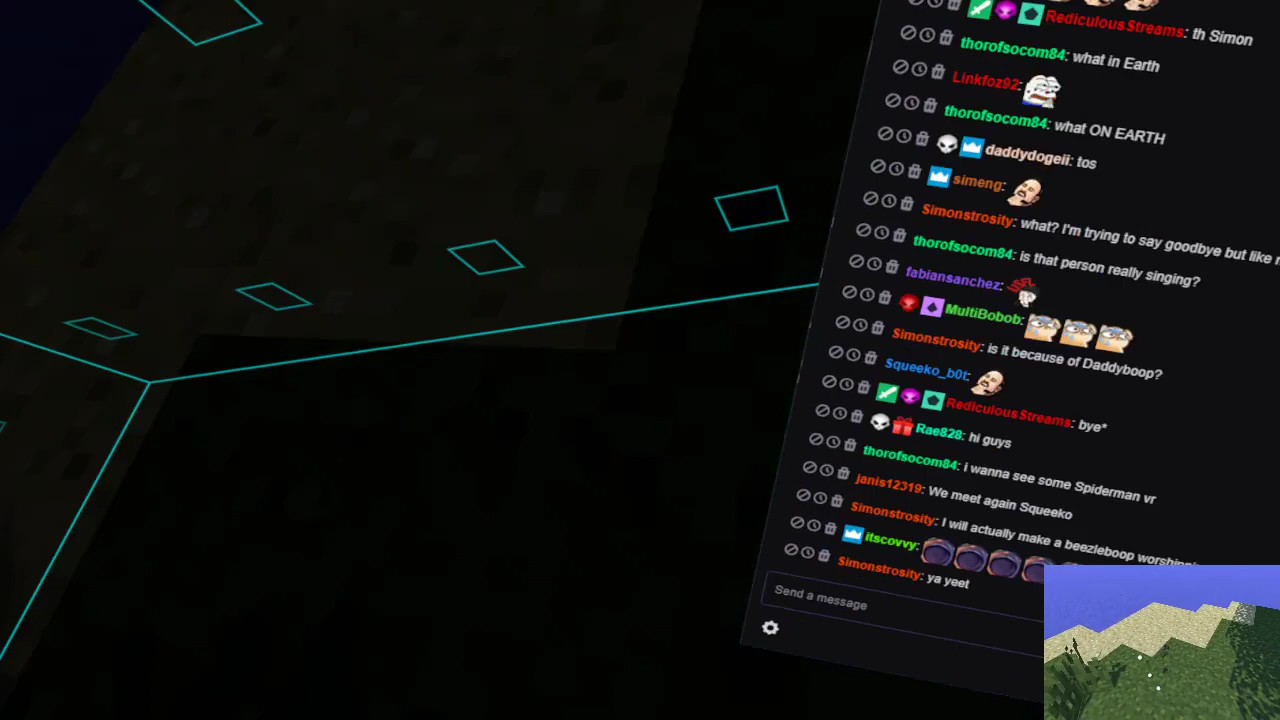 RediculousStreams: th Simon
thorofsocom84: what in Earth
Linkfoz92:
thorofsocom84: what ON EARTH
daddydogeii: tos
simeng:
Simonstrosity: what? I'm trying to say goodbye but like
thorofsocom84: is that person really singing?
fabiansanchez:
MultiBobob:
Simonstrosity: is it because of Daddyboop?
Squeeko_b0t:
RediculousStreams: bye*
Rae828: hi guys
thorofsocom84: i wanna see some Spiderman vr
janis12319: We meet again Squeeko
Simonstrosity: I will actually make a beezleboop
itscovvy:
Simonstrosity: ya yeet
Send a message